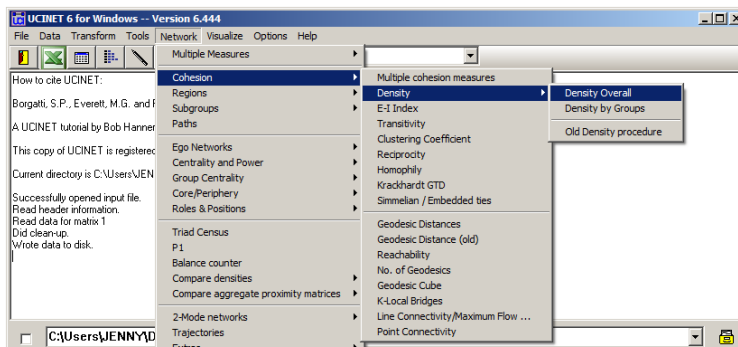 UCINET 6 for Windows -- Version 6.444
File Data Transform Tools Network Visualize Options Help
How to cite UCINET:
Borgatti, S.P., Everett, M.G. and
A UCINET tutorial by Bob Hanner
This copy of UCINET is registered
Current directory is C:\Users\JEN
Successfully opened input file.
Read header information.
Read data for matrix 1
Did clean-up.
Wrote data to disk.
Multiple Measures
Cohesion
Regions
Subgroups
Paths
Ego Networks
Centrality and Power
Group Centrality
Core/Periphery
Roles & Positions
Triad Census
P1
Balance counter
Compare densities
Compare aggregate proximity matrices
2-Mode networks
Trajectories
Multiple cohesion measures
Density
E-I Index
Transitivity
Clustering Coefficient
Reciprocity
Homophily
Krackhardt GTD
Simmelian / Embedded ties
Geodesic Distances
Geodesic Distance (old)
Reachability
No. of Geodesics
Geodesic Cube
K-Local Bridges
Line Connectivity/Maximum Flow ...
Point Connectivity
Density Overall
Density by Groups
Old Density procedure
C:\Users\JENNY\D